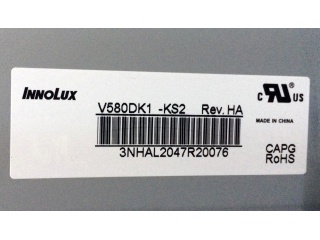 INNOLUX
V580DK1 -KS2 Rev. HA
3NHAL2047R20076
C RU US
MADE IN CHINA
CAPG
RoHS